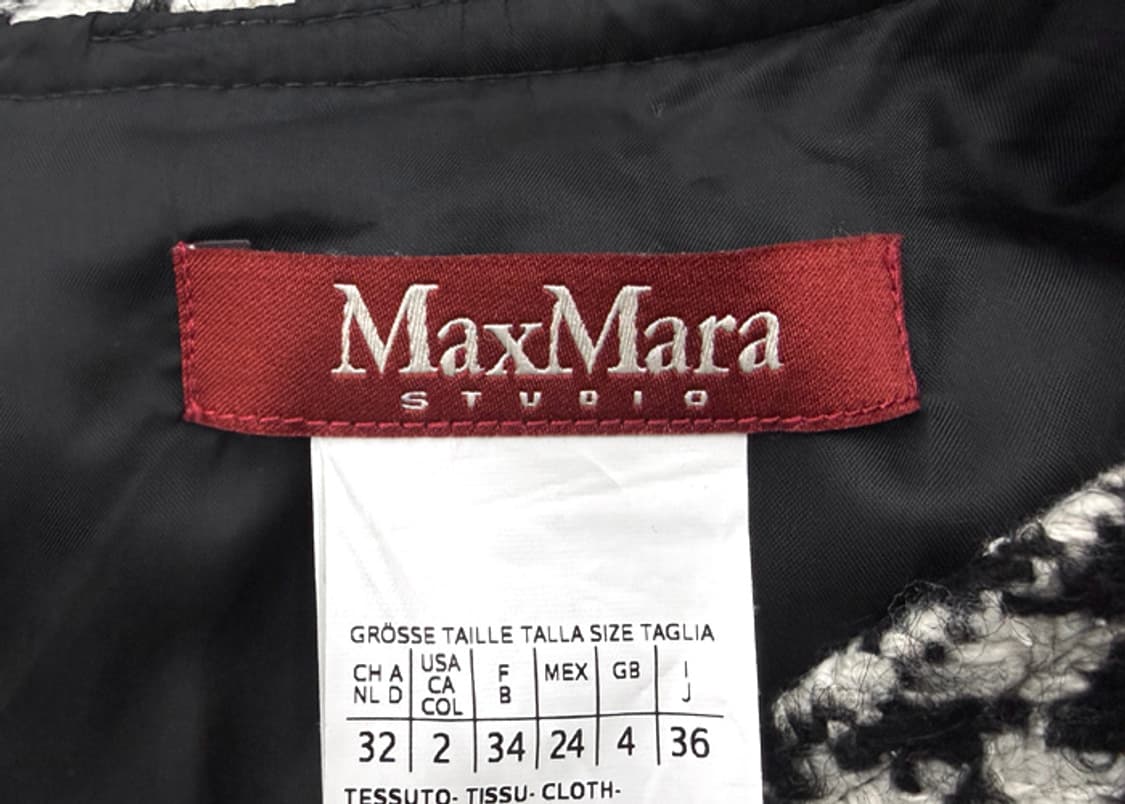 MaxMara
STUDIO
GRÖSSE TAILLE TALLA SIZE TAGLIA
CH A NL D USA CA COL F B MEX GB I J
32 2 34 24 4 36
TESSUTO- TISSU- CLOTH-